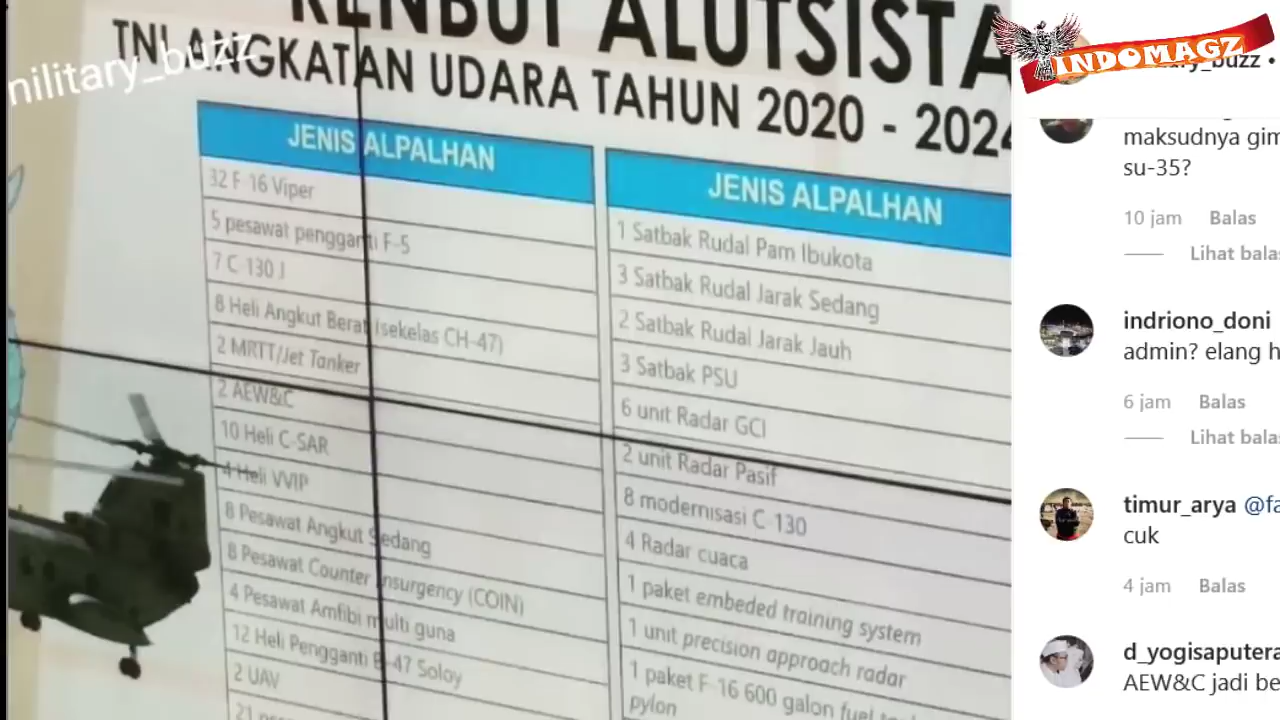 RENBUT ALUTSISTA
TNI ANGKATAN UDARA TAHUN 2020 - 2024
military_buzz
JENIS ALPALHAN
32 F-16 Viper
5 pesawat pengganti F-5
7 C-130 J
8 Heli Angkut Berat (sekelas CH-47)
2 MRTT/Jet Tanker
2 AEW&C
10 Heli C-SAR
4 Heli VVIP
8 Pesawat Angkut Sedang
8 Pesawat Counter Insurgency (COIN)
4 Pesawat Amfibi multi guna
12 Heli Pengganti B-47 Soloy
2 UAV
21
JENIS ALPALHAN
1 Satbak Rudal Pam Ibukota
3 Satbak Rudal Jarak Sedang
2 Satbak Rudal Jarak Jauh
3 Satbak PSU
6 unit Radar GCI
2 unit Radar Pasif
8 modernisasi C-130
4 Radar cuaca
1 paket embeded training system
1 unit precision approach radar
1 paket F-16 600 galon fuel
pylon
INDOMAGZ
ary_buzz •
maksudnya gim
su-35?
10 jam Balas
Lihat balas
indriono_doni
admin? elang h
6 jam Balas
Lihat balas
timur_arya @fa
cuk
4 jam Balas
d_yogisaputera
AEW&C jadi be